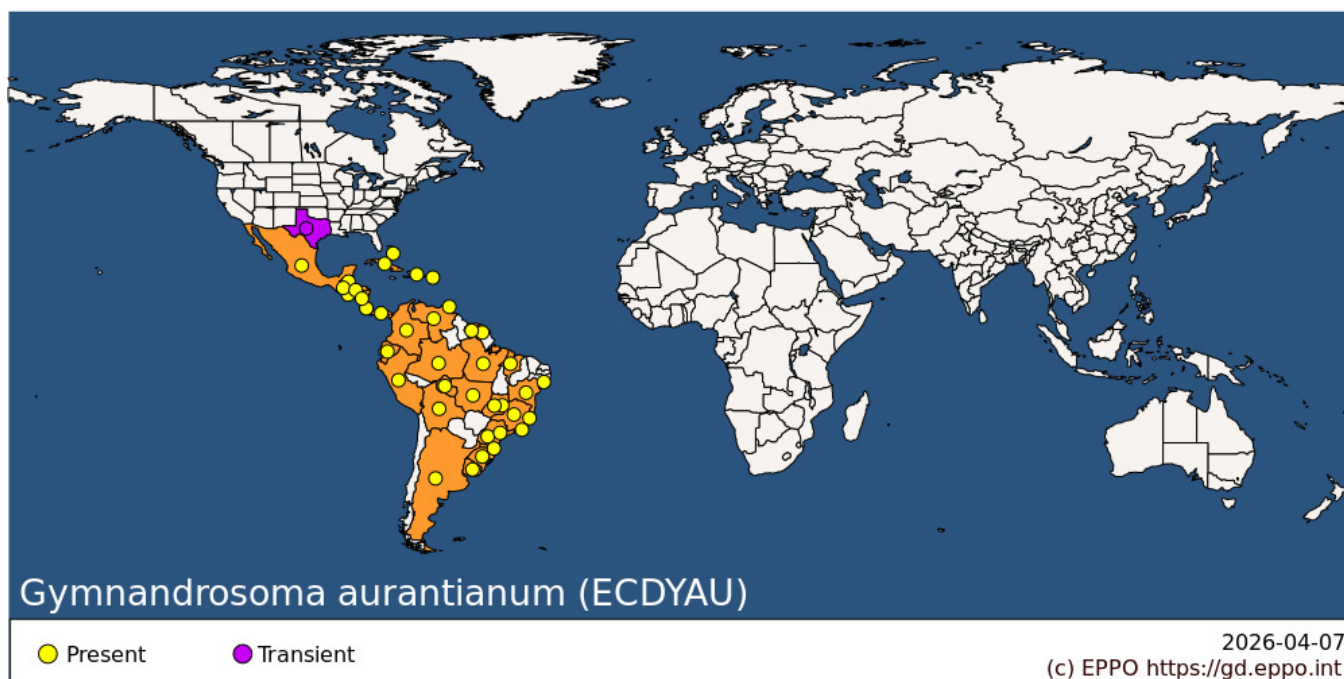 Gymnandrosoma aurantianum (ECDYAU)
Present
Transient
2026-04-07
(c) EPPO https://gd.eppo.int